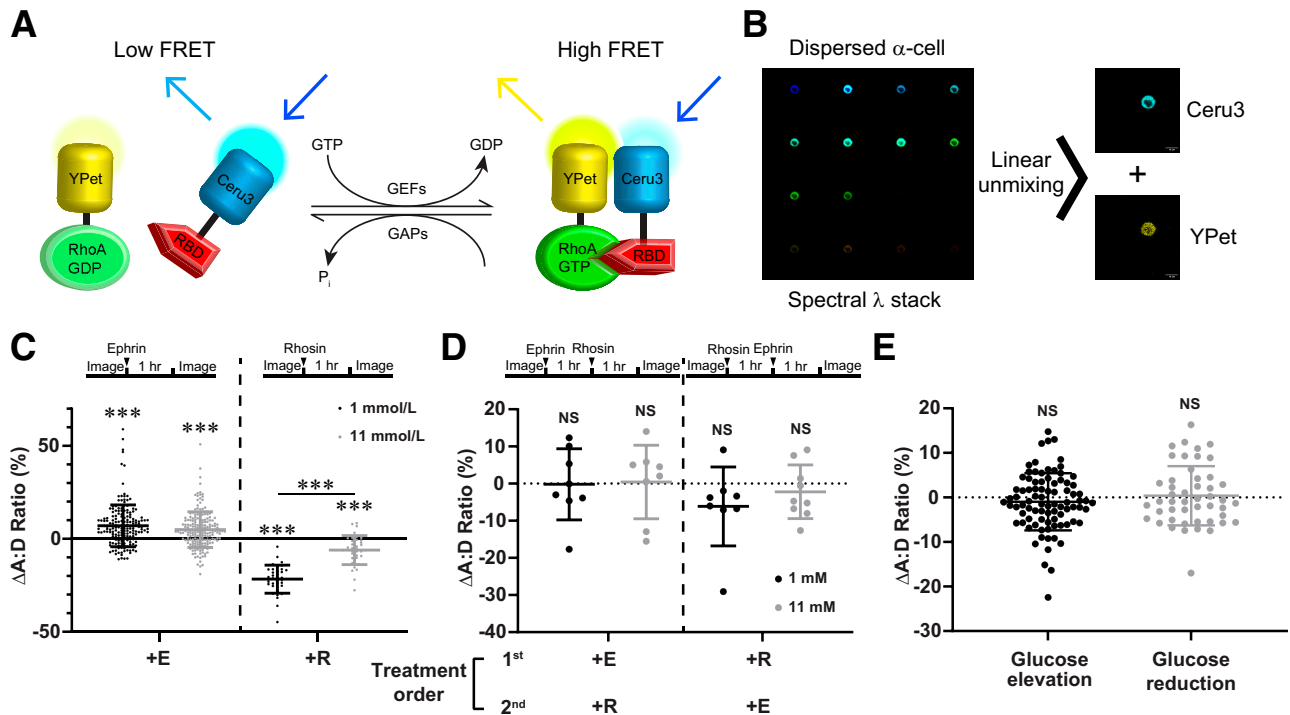 A
Low FRET
High FRET
YPet
Ceru3
RBD
RhoA
GDP
GTP
GDP
GEFs
GAPs
Pi
YPet
Ceru3
RhoA
GTP
RBD
B
Dispersed α-cell
Spectral λ stack
Linear
unmixing
Ceru3
+
YPet
C
Ephrin
Image 1 hr Image
Rhosin
Image 1 hr Image
ΔA:D Ratio (%)
50
0
-50
***
***
***
***
***
1 mmol/L
11 mmol/L
+E
+R
D
Ephrin Rhosin
Image 1 hr 1 hr Image
Rhosin Ephrin
Image 1 hr 1 hr Image
ΔA:D Ratio (%)
20
10
0
-10
-20
-30
-40
NS
NS
NS
NS
1 mM
11 mM
Treatment
order
1st +E +R
2nd +R +E
E
ΔA:D Ratio (%)
20
10
0
-10
-20
-30
NS
NS
Glucose
elevation
Glucose
reduction